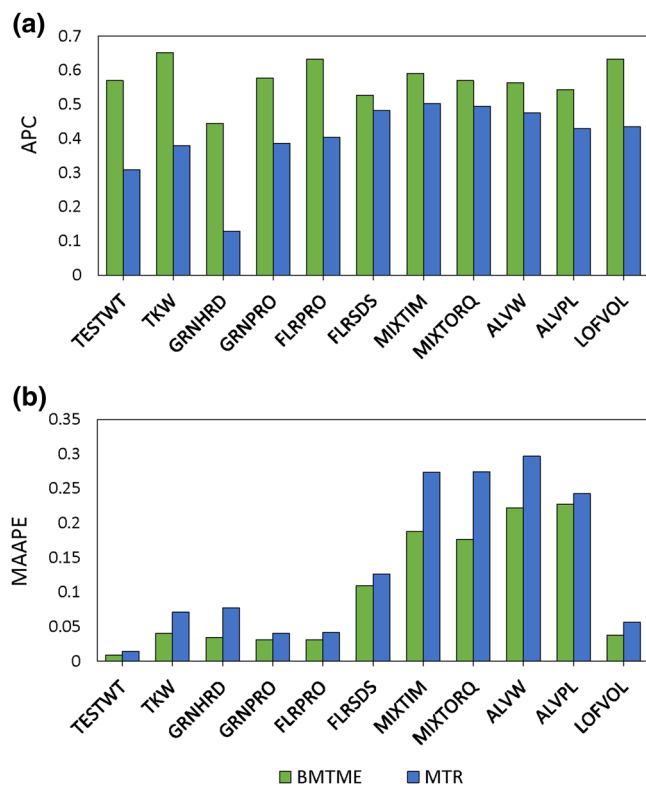 (a)
APC
0.7
0.6
0.5
0.4
0.3
0.2
0.1
0
TESTWT
TKW
GRNHRD
GRNPRO
FLRPRO
FLRSDS
MIXTIM
MIXTORQ
ALVW
ALVPL
LOFVOL
(b)
MAAPE
0.35
0.3
0.25
0.2
0.15
0.1
0.05
0
TESTWT
TKW
GRNHRD
GRNPRO
FLRPRO
FLRSDS
MIXTIM
MIXTORQ
ALVW
ALVPL
LOFVOL
BMTME MTR